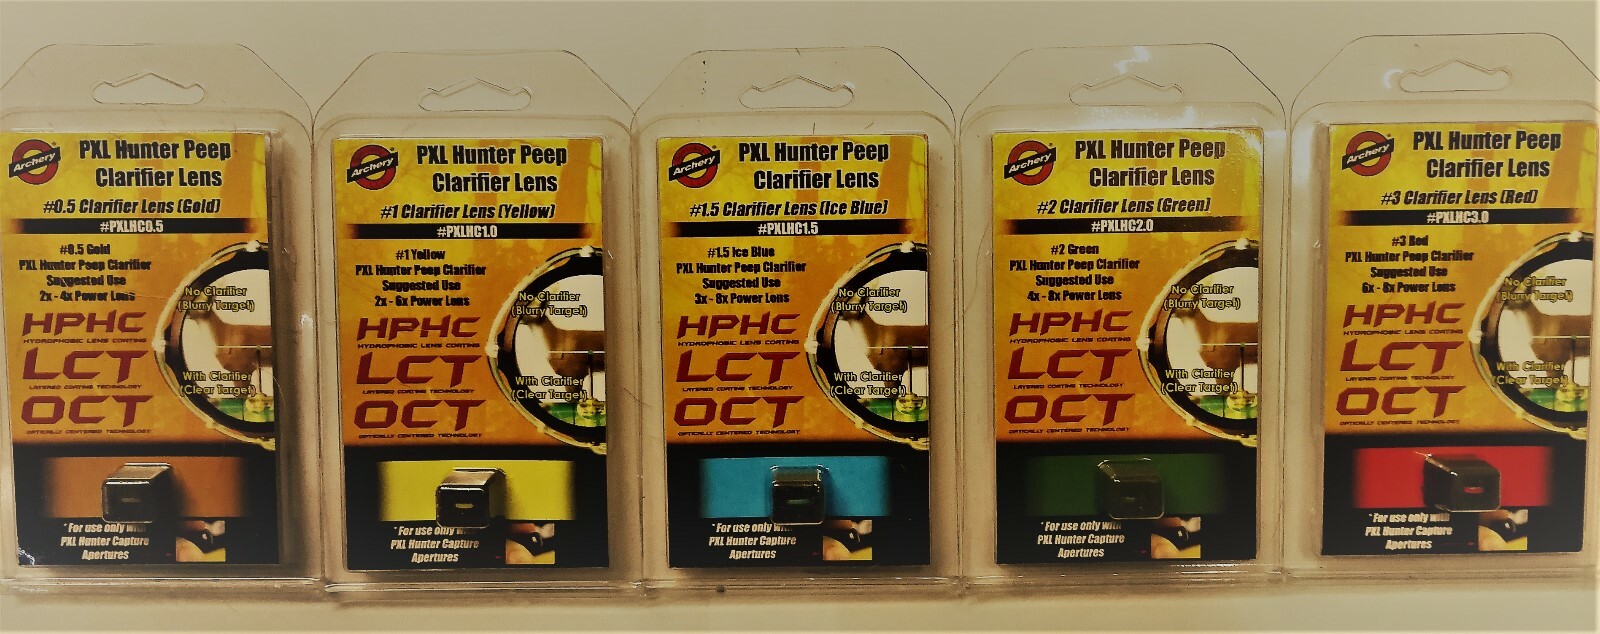 Archery
PXL Hunter Peep
Clarifier Lens
#0.5 Clarifier Lens (Gold)
#PXLHC0.5
#0.5 Gold
PXL Hunter Peep Clarifier
Suggested Use
2x - 4x Power Lens
No Clarifier
(Blurry Target)
HPHC
HYDROPHOBIC LENS COATING
LCT
LAYERED COATING TECHNOLOGY
With Clarifier
(Clear Target)
OCT
OPTICALLY CENTERED TECHNOLOGY
* For use only with
PXL Hunter Capture
Apertures
Archery
PXL Hunter Peep
Clarifier Lens
#1 Clarifier Lens (Yellow)
#PXLHC1.0
#1 Yellow
PXL Hunter Peep Clarifier
Suggested Use
2x - 6x Power Lens
No Clarifier
(Blurry Target)
HPHC
HYDROPHOBIC LENS COATING
LCT
LAYERED COATING TECHNOLOGY
With Clarifier
(Clear Target)
OCT
OPTICALLY CENTERED TECHNOLOGY
* For use only with
PXL Hunter Capture
Apertures
Archery
PXL Hunter Peep
Clarifier Lens
#1.5 Clarifier Lens (Ice Blue)
#PXLHC1.5
#1.5 Ice Blue
PXL Hunter Peep Clarifier
Suggested Use
3x - 8x Power Lens
No Clarifier
(Blurry Target)
HPHC
HYDROPHOBIC LENS COATING
LCT
LAYERED COATING TECHNOLOGY
With Clarifier
(Clear Target)
OCT
OPTICALLY CENTERED TECHNOLOGY
* For use only with
PXL Hunter Capture
Apertures
Archery
PXL Hunter Peep
Clarifier Lens
#2 Clarifier Lens (Green)
#PXLHC2.0
#2 Green
PXL Hunter Peep Clarifier
Suggested Use
4x - 8x Power Lens
No Clarifier
(Blurry Target)
HPHC
HYDROPHOBIC LENS COATING
LCT
LAYERED COATING TECHNOLOGY
With Clarifier
(Clear Target)
OCT
OPTICALLY CENTERED TECHNOLOGY
* For use only with
PXL Hunter Capture
Apertures
Archery
PXL Hunter Peep
Clarifier Lens
#3 Clarifier Lens (Red)
#PXLHC3.0
#3 Red
PXL Hunter Peep Clarifier
Suggested Use
6x - 8x Power Lens
No Clarifier
(Blurry Target)
HPHC
HYDROPHOBIC LENS COATING
LCT
LAYERED COATING TECHNOLOGY
With Clarifier
(Clear Target)
OCT
OPTICALLY CENTERED TECHNOLOGY
* For use only with
PXL Hunter Capture
Apertures